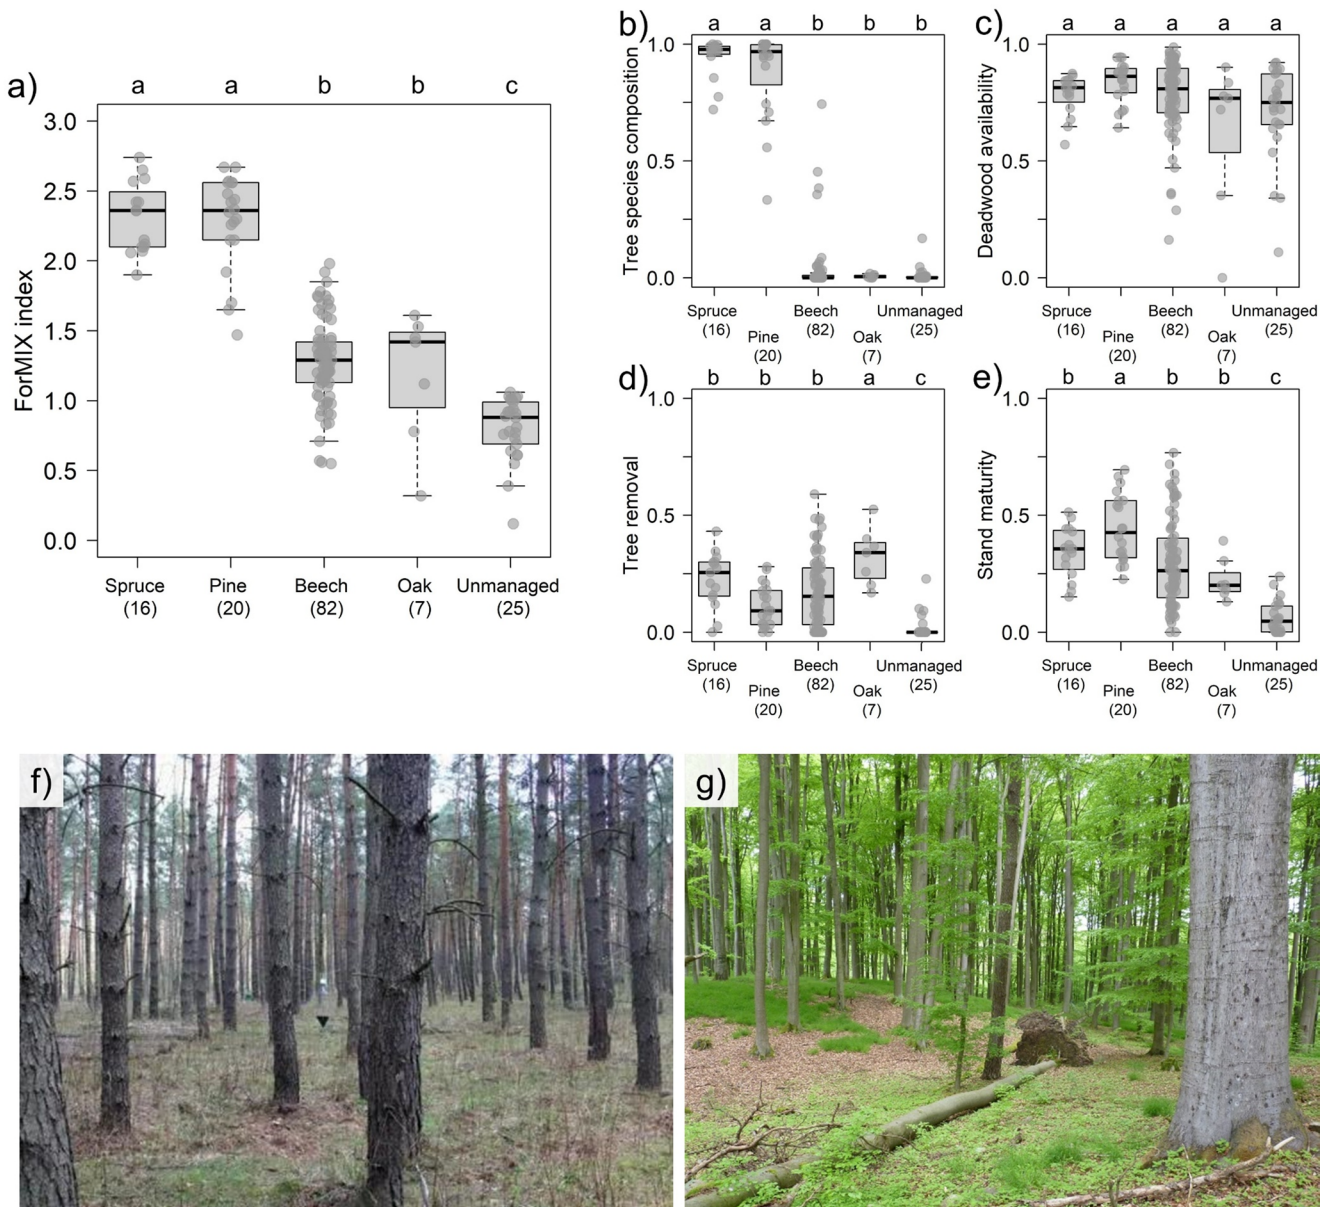 a)
a a b b c
ForMIX index
3.0
2.5
2.0
1.5
1.0
0.5
0.0
Spruce Pine Beech Oak Unmanaged
(16) (20) (82) (7) (25)
b)
a a b b b
Tree species composition
1.0
0.5
0.0
Spruce Beech Unmanaged
(16) (82) (25)
Pine Oak
(20) (7)
c)
a a a a a
Deadwood availability
1.0
0.5
0.0
Spruce Beech Unmanaged
(16) (82) (25)
Pine Oak
(20) (7)
d)
b b b a c
Tree removal
1.0
0.5
0.0
Spruce Beech Unmanaged
(16) (82) (25)
Pine Oak
(20) (7)
e)
b a b b c
Stand maturity
1.0
0.5
0.0
Spruce Beech Unmanaged
(16) (82) (25)
Pine Oak
(20) (7)
f)
g)